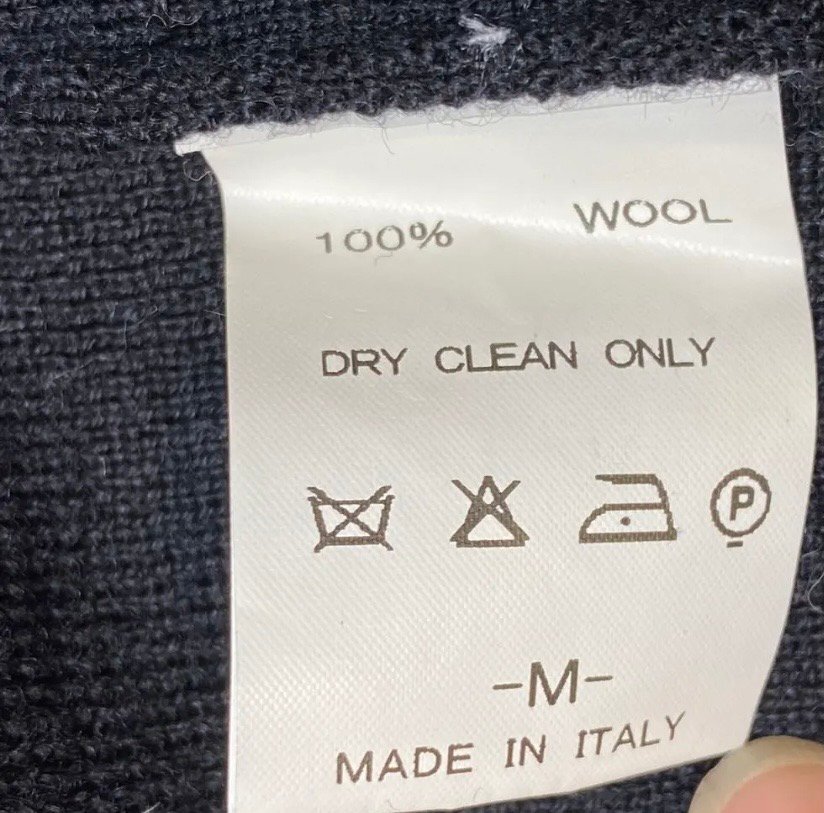 100% WOOL
DRY CLEAN ONLY
P
-M-
MADE IN ITALY